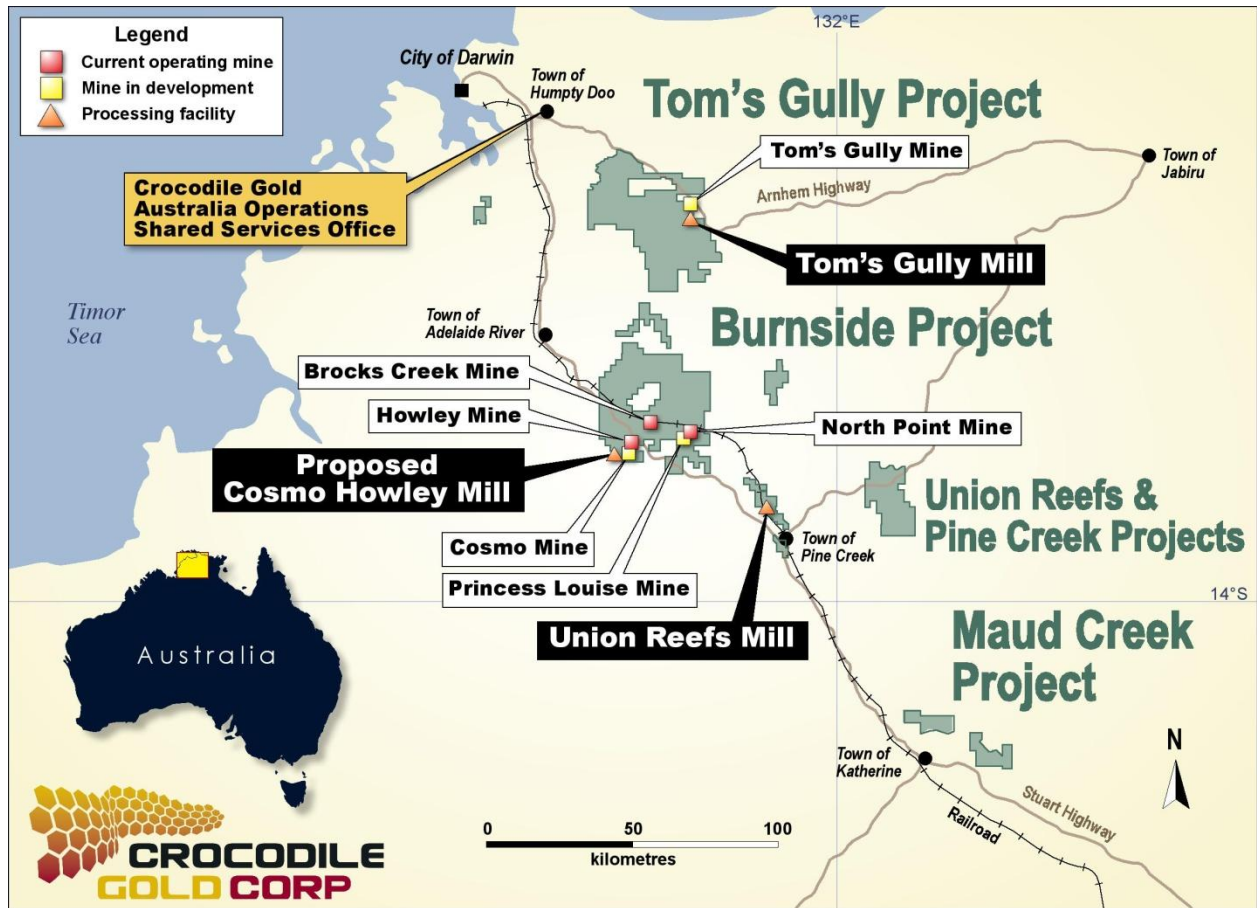 Legend
Current operating mine
Mine in development
Processing facility
132°E
City of Darwin
Town of
Humpty Doo
Tom's Gully Project
Tom's Gully Mine
Town of
Jabiru
Arnhem Highway
Crocodile Gold
Australia Operations
Shared Services Office
Tom's Gully Mill
Timor
Sea
Town of
Adelaide River
Burnside Project
Brocks Creek Mine
Howley Mine
North Point Mine
Proposed
Cosmo Howley Mill
Union Reefs &
Pine Creek Projects
Cosmo Mine
Town of
Pine Creek
Princess Louise Mine
14°S
Union Reefs Mill
Maud Creek
Project
Australia
N
Town of
Katherine
Stuart Highway
Railroad
0 50 100
kilometres
CROCODILE
GOLD CORP